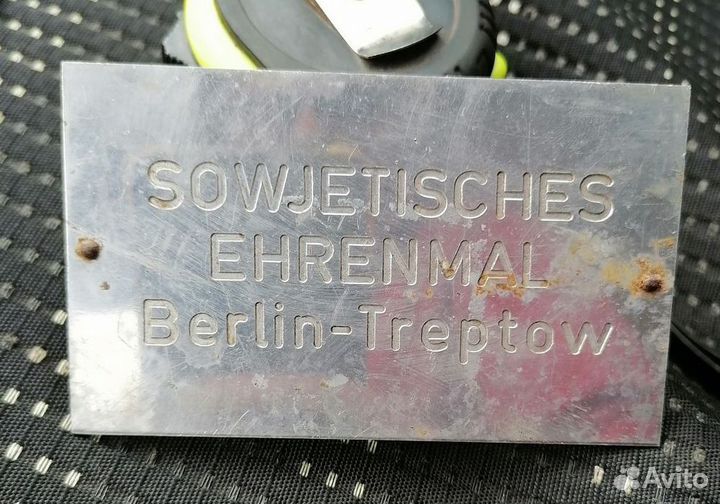 SOWJETISCHES
EHRENMAL
Berlin-Treptow
Avito